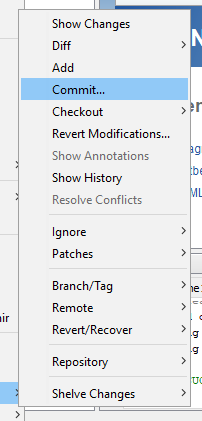 Show Changes
Diff
Add
Commit...
Checkout
Revert Modifications...
Show Annotations
Show History
Resolve Conflicts
Ignore
Patches
Branch/Tag
Remote
Revert/Recover
Repository
Shelve Changes